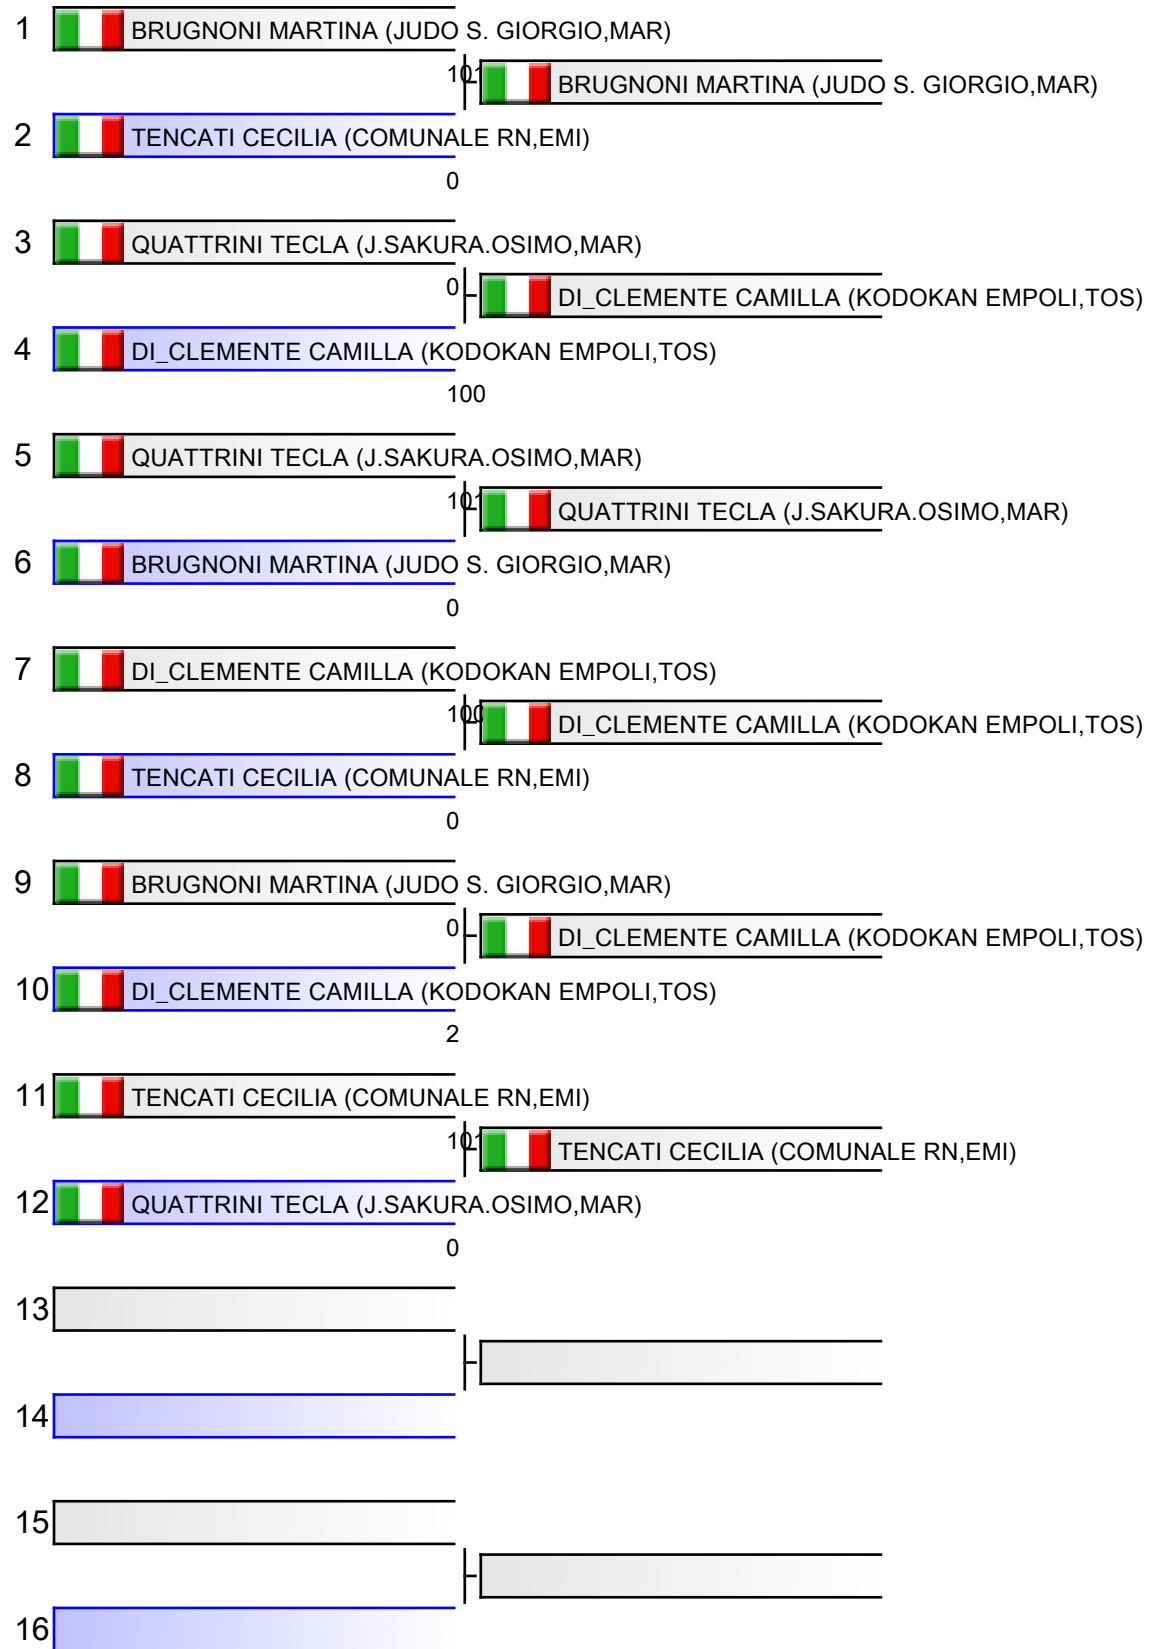 1 BRUGNONI MARTINA (JUDO S. GIORGIO,MAR)
101 BRUGNONI MARTINA (JUDO S. GIORGIO,MAR)
2 TENCATI CECILIA (COMUNALE RN,EMI)
0
3 QUATTRINI TECLA (J.SAKURA.OSIMO,MAR)
0 DI_CLEMENTE CAMILLA (KODOKAN EMPOLI,TOS)
4 DI_CLEMENTE CAMILLA (KODOKAN EMPOLI,TOS)
100
5 QUATTRINI TECLA (J.SAKURA.OSIMO,MAR)
101 QUATTRINI TECLA (J.SAKURA.OSIMO,MAR)
6 BRUGNONI MARTINA (JUDO S. GIORGIO,MAR)
0
7 DI_CLEMENTE CAMILLA (KODOKAN EMPOLI,TOS)
100 DI_CLEMENTE CAMILLA (KODOKAN EMPOLI,TOS)
8 TENCATI CECILIA (COMUNALE RN,EMI)
0
9 BRUGNONI MARTINA (JUDO S. GIORGIO,MAR)
0 DI_CLEMENTE CAMILLA (KODOKAN EMPOLI,TOS)
10 DI_CLEMENTE CAMILLA (KODOKAN EMPOLI,TOS)
2
11 TENCATI CECILIA (COMUNALE RN,EMI)
101 TENCATI CECILIA (COMUNALE RN,EMI)
12 QUATTRINI TECLA (J.SAKURA.OSIMO,MAR)
0
13
14
15
16